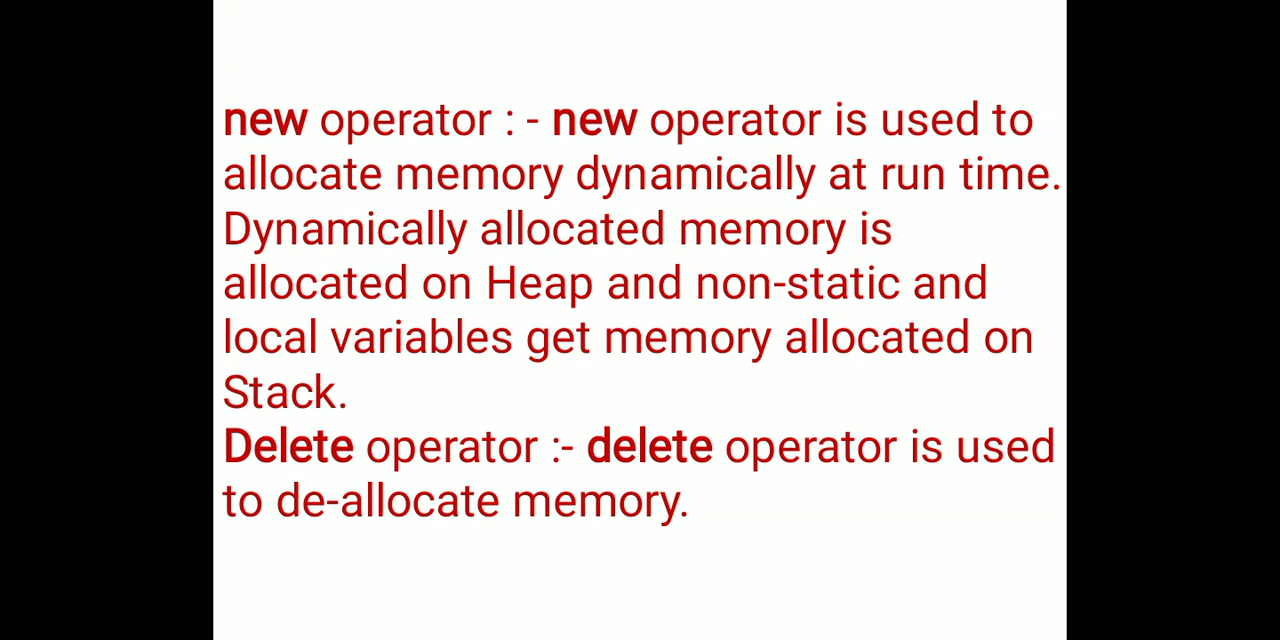 new operator : - new operator is used to
allocate memory dynamically at run time.
Dynamically allocated memory is
allocated on Heap and non-static and
local variables get memory allocated on
Stack.
Delete operator :- delete operator is used
to de-allocate memory.